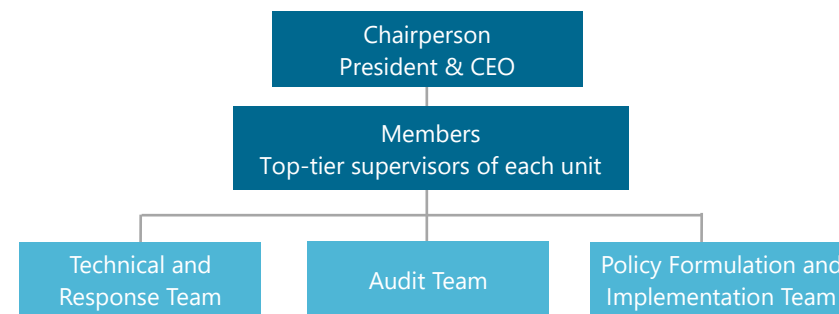 Chairperson
President & CEO
Members
Top-tier supervisors of each unit
Technical and
Response Team
Audit Team
Policy Formulation and
Implementation Team